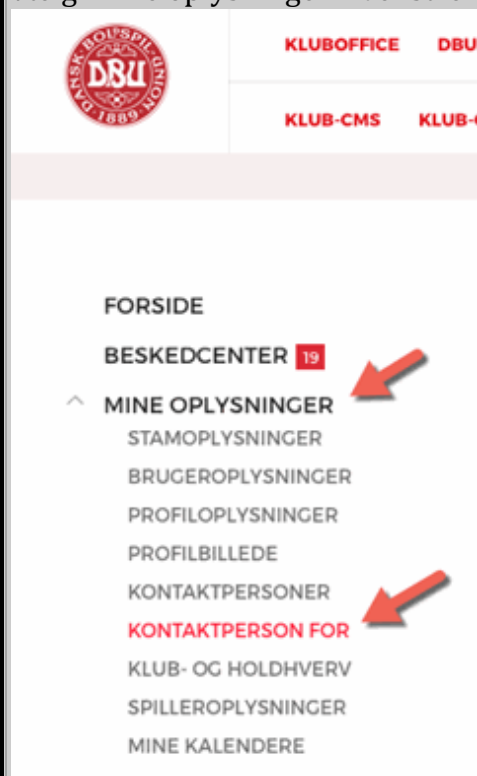 DANSK BOLDSPIL-UNION
DBU
1889
KLUBOFFICE DBU
KLUB-CMS
FORSIDE
BESKEDCENTER 19
MINE OPLYSNINGER
STAMOPLYSNINGER
BRUGEROPLYSNINGER
PROFILOPLYSNINGER
PROFILBILLEDE
KONTAKTPERSONER
KONTAKTPERSON FOR
KLUB- OG HOLDHVERV
SPILLEROPLYSNINGER
MINE KALENDERE